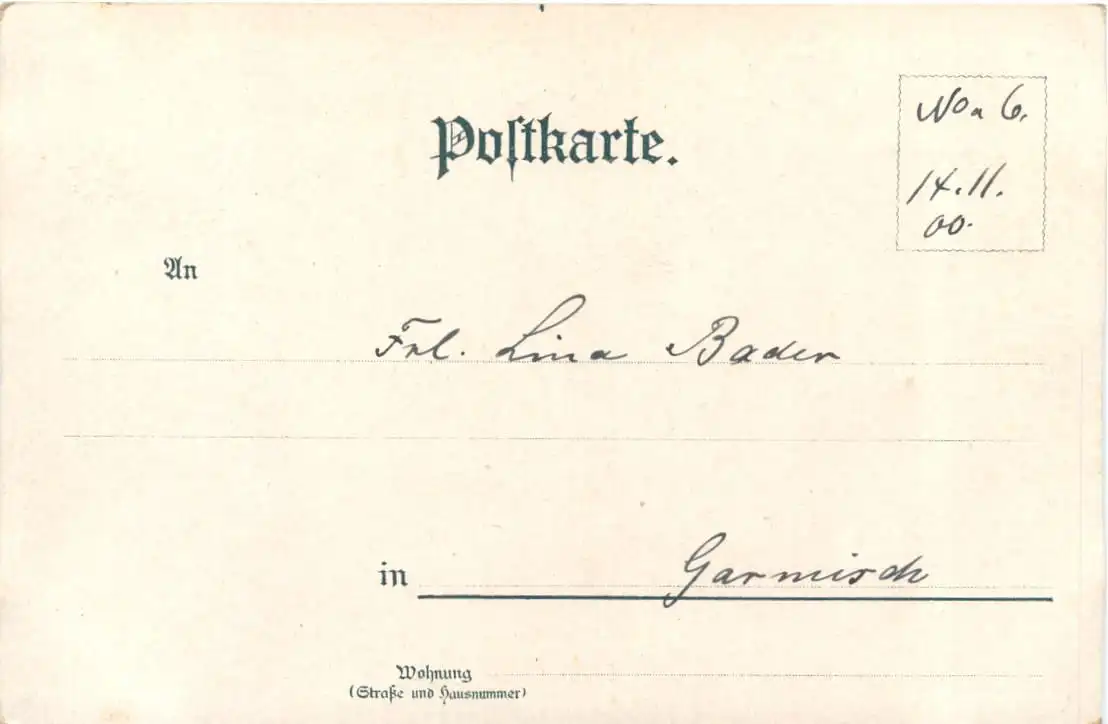 Postkarte.
No a 6.
14.11.
00.
An
Frl. Lina Bader
in Garmisch
Wohnung
(Straße und Hausnummer)